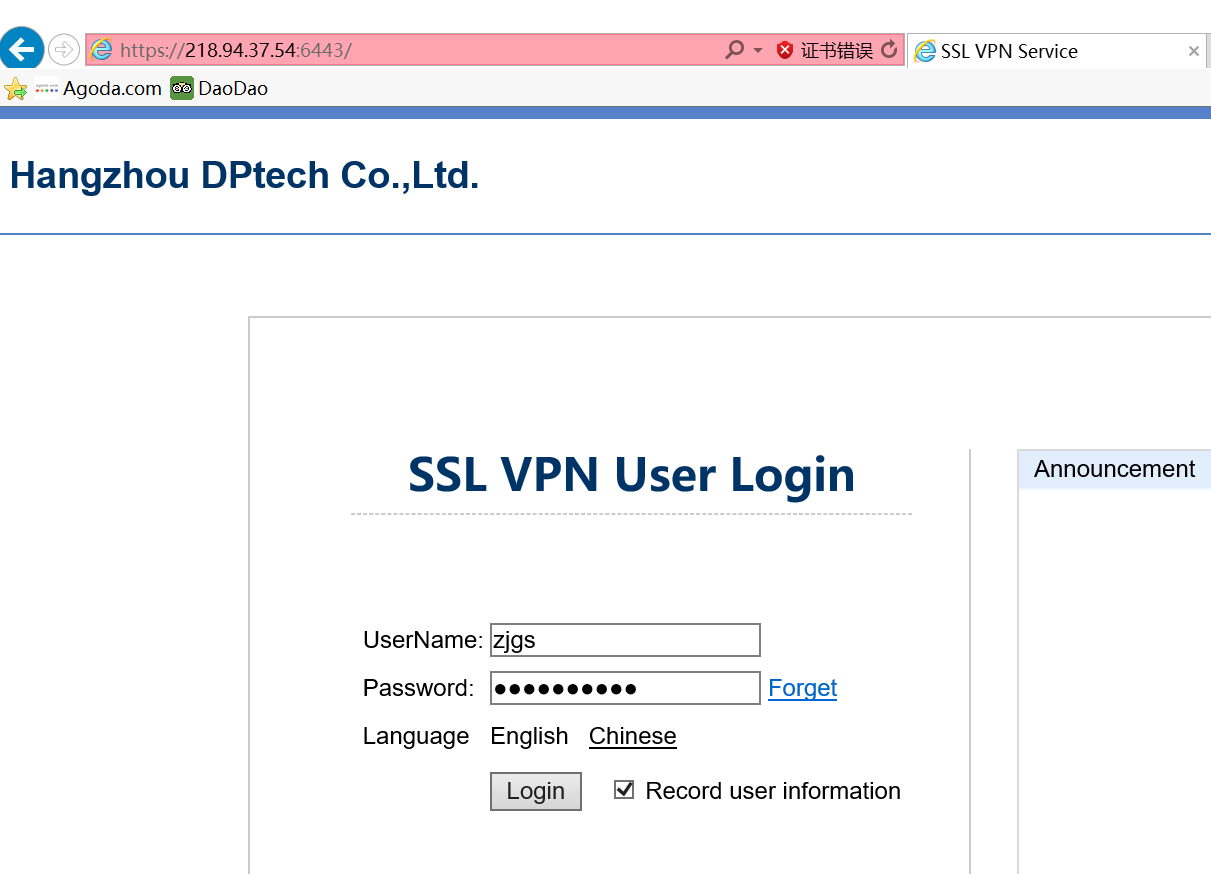 https://218.94.37.54:6443/ 证书错误 SSL VPN Service
Agoda.com DaoDao
Hangzhou DPtech Co.,Ltd.
SSL VPN User Login
Announcement
UserName: zjgs
Password: ●●●●●●●●●● Forget
Language English Chinese
Login Record user information